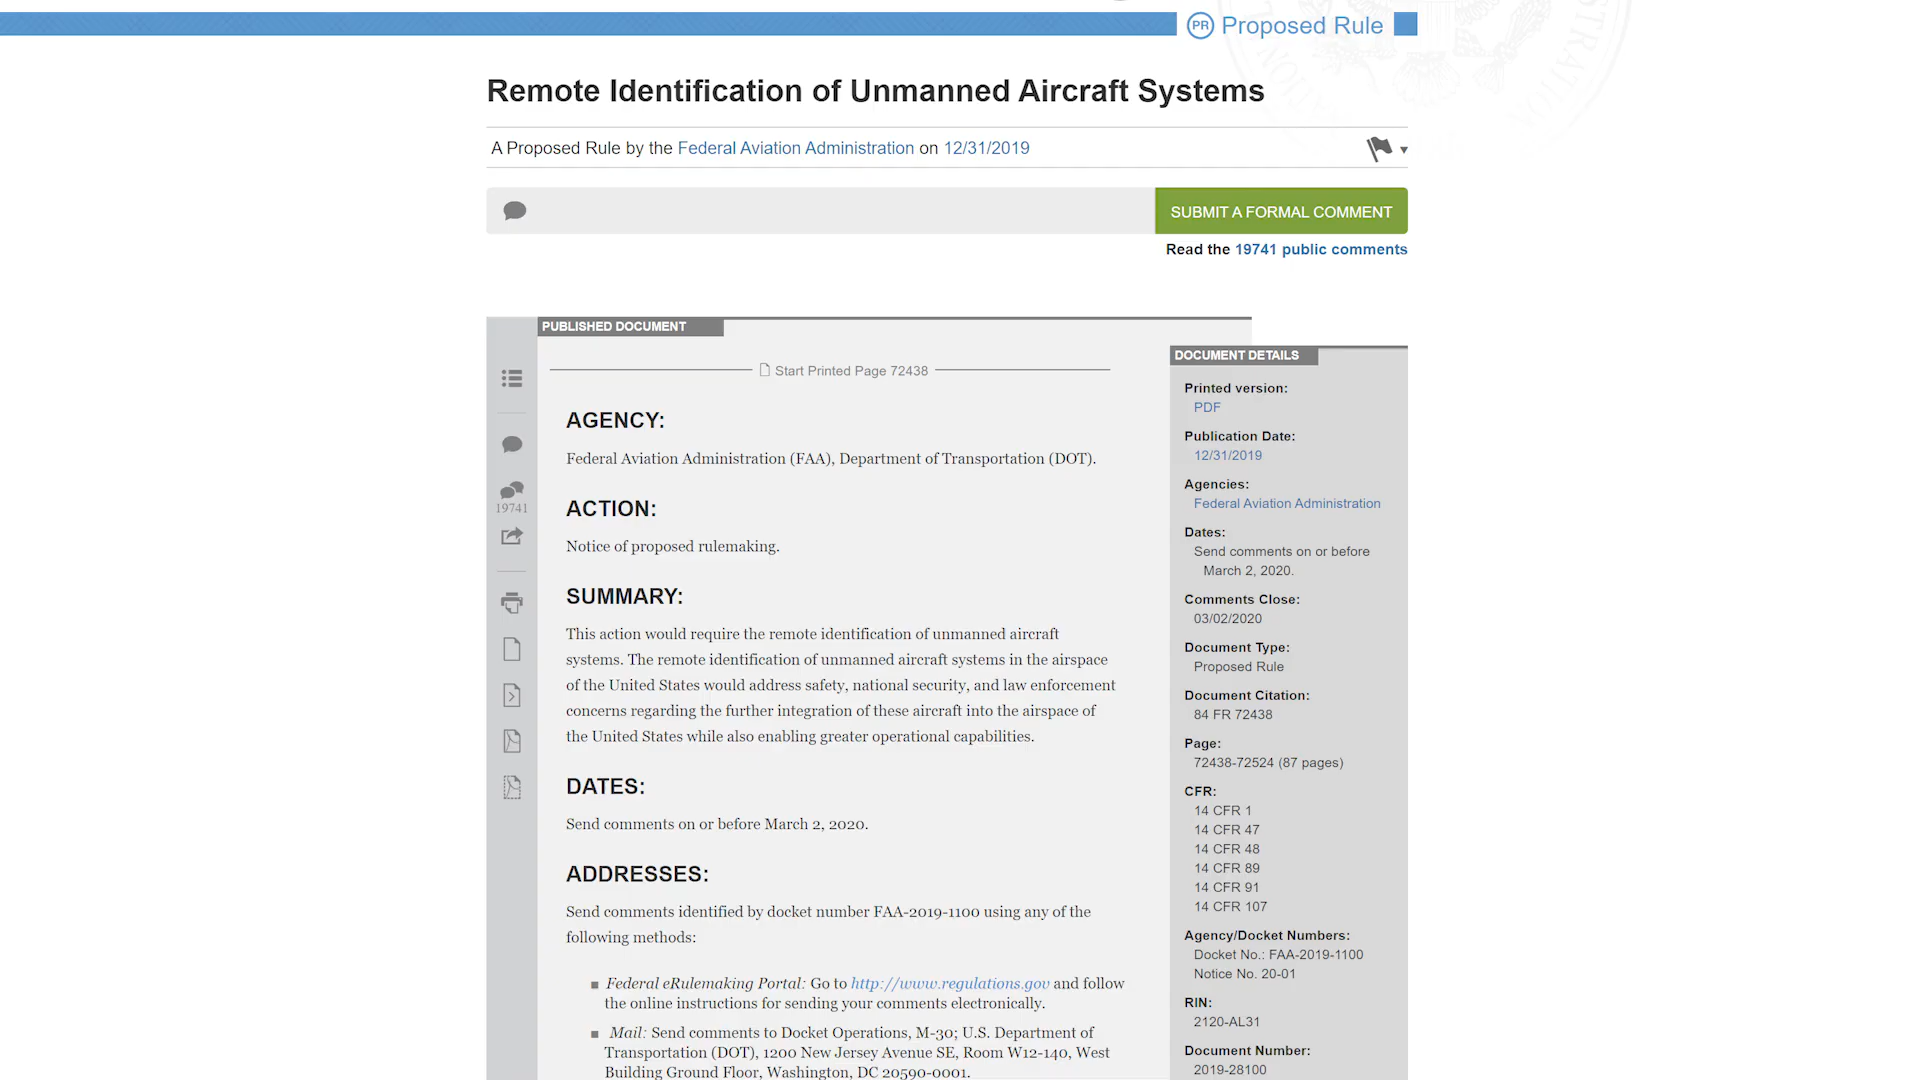 PR Proposed Rule
Remote Identification of Unmanned Aircraft Systems
A Proposed Rule by the Federal Aviation Administration on 12/31/2019
SUBMIT A FORMAL COMMENT
Read the 19741 public comments
PUBLISHED DOCUMENT
Start Printed Page 72438
19741
AGENCY:
Federal Aviation Administration (FAA), Department of Transportation (DOT).
ACTION:
Notice of proposed rulemaking.
SUMMARY:
This action would require the remote identification of unmanned aircraft
systems. The remote identification of unmanned aircraft systems in the airspace
of the United States would address safety, national security, and law enforcement
concerns regarding the further integration of these aircraft into the airspace of
the United States while also enabling greater operational capabilities.
DATES:
Send comments on or before March 2, 2020.
ADDRESSES:
Send comments identified by docket number FAA-2019-1100 using any of the
following methods:
■ Federal eRulemaking Portal: Go to http://www.regulations.gov and follow
the online instructions for sending your comments electronically.
■ Mail: Send comments to Docket Operations, M-30; U.S. Department of
Transportation (DOT), 1200 New Jersey Avenue SE, Room W12-140, West
Building Ground Floor, Washington, DC 20590-0001.
DOCUMENT DETAILS
Printed version:
PDF
Publication Date:
12/31/2019
Agencies:
Federal Aviation Administration
Dates:
Send comments on or before
March 2, 2020.
Comments Close:
03/02/2020
Document Type:
Proposed Rule
Document Citation:
84 FR 72438
Page:
72438-72524 (87 pages)
CFR:
14 CFR 1
14 CFR 47
14 CFR 48
14 CFR 89
14 CFR 91
14 CFR 107
Agency/Docket Numbers:
Docket No.: FAA-2019-1100
Notice No. 20-01
RIN:
2120-AL31
Document Number:
2019-28100